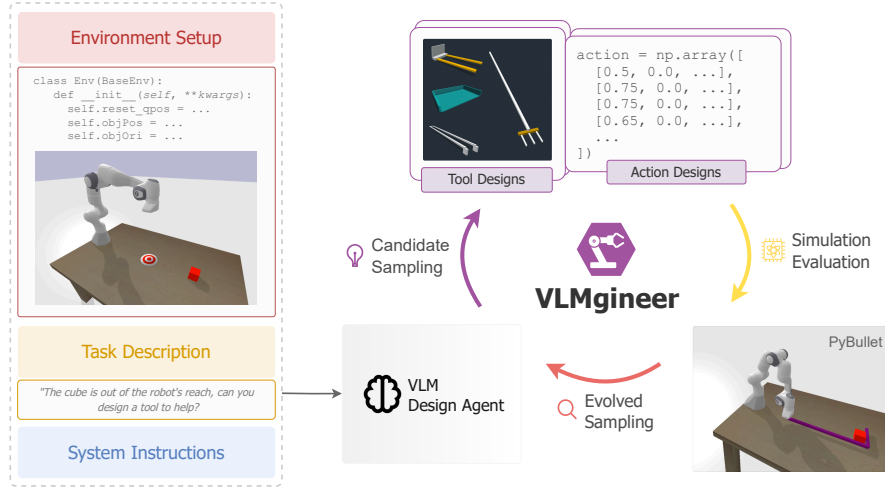 Environment Setup
class Env(BaseEnv):
def __init__(self, **kwargs):
self.reset_qpos = ...
self.objPos = ...
self.objOri = ...
Task Description
"The cube is out of the robot's reach, can you
design a tool to help?
System Instructions
Tool Designs
action = np.array([
[0.5, 0.0, ...],
[0.75, 0.0, ...],
[0.75, 0.0, ...],
[0.65, 0.0, ...],
...
])
Action Designs
Candidate
Sampling
VLMgineer
Simulation
Evaluation
VLM
Design Agent
Evolved
Sampling
PyBullet